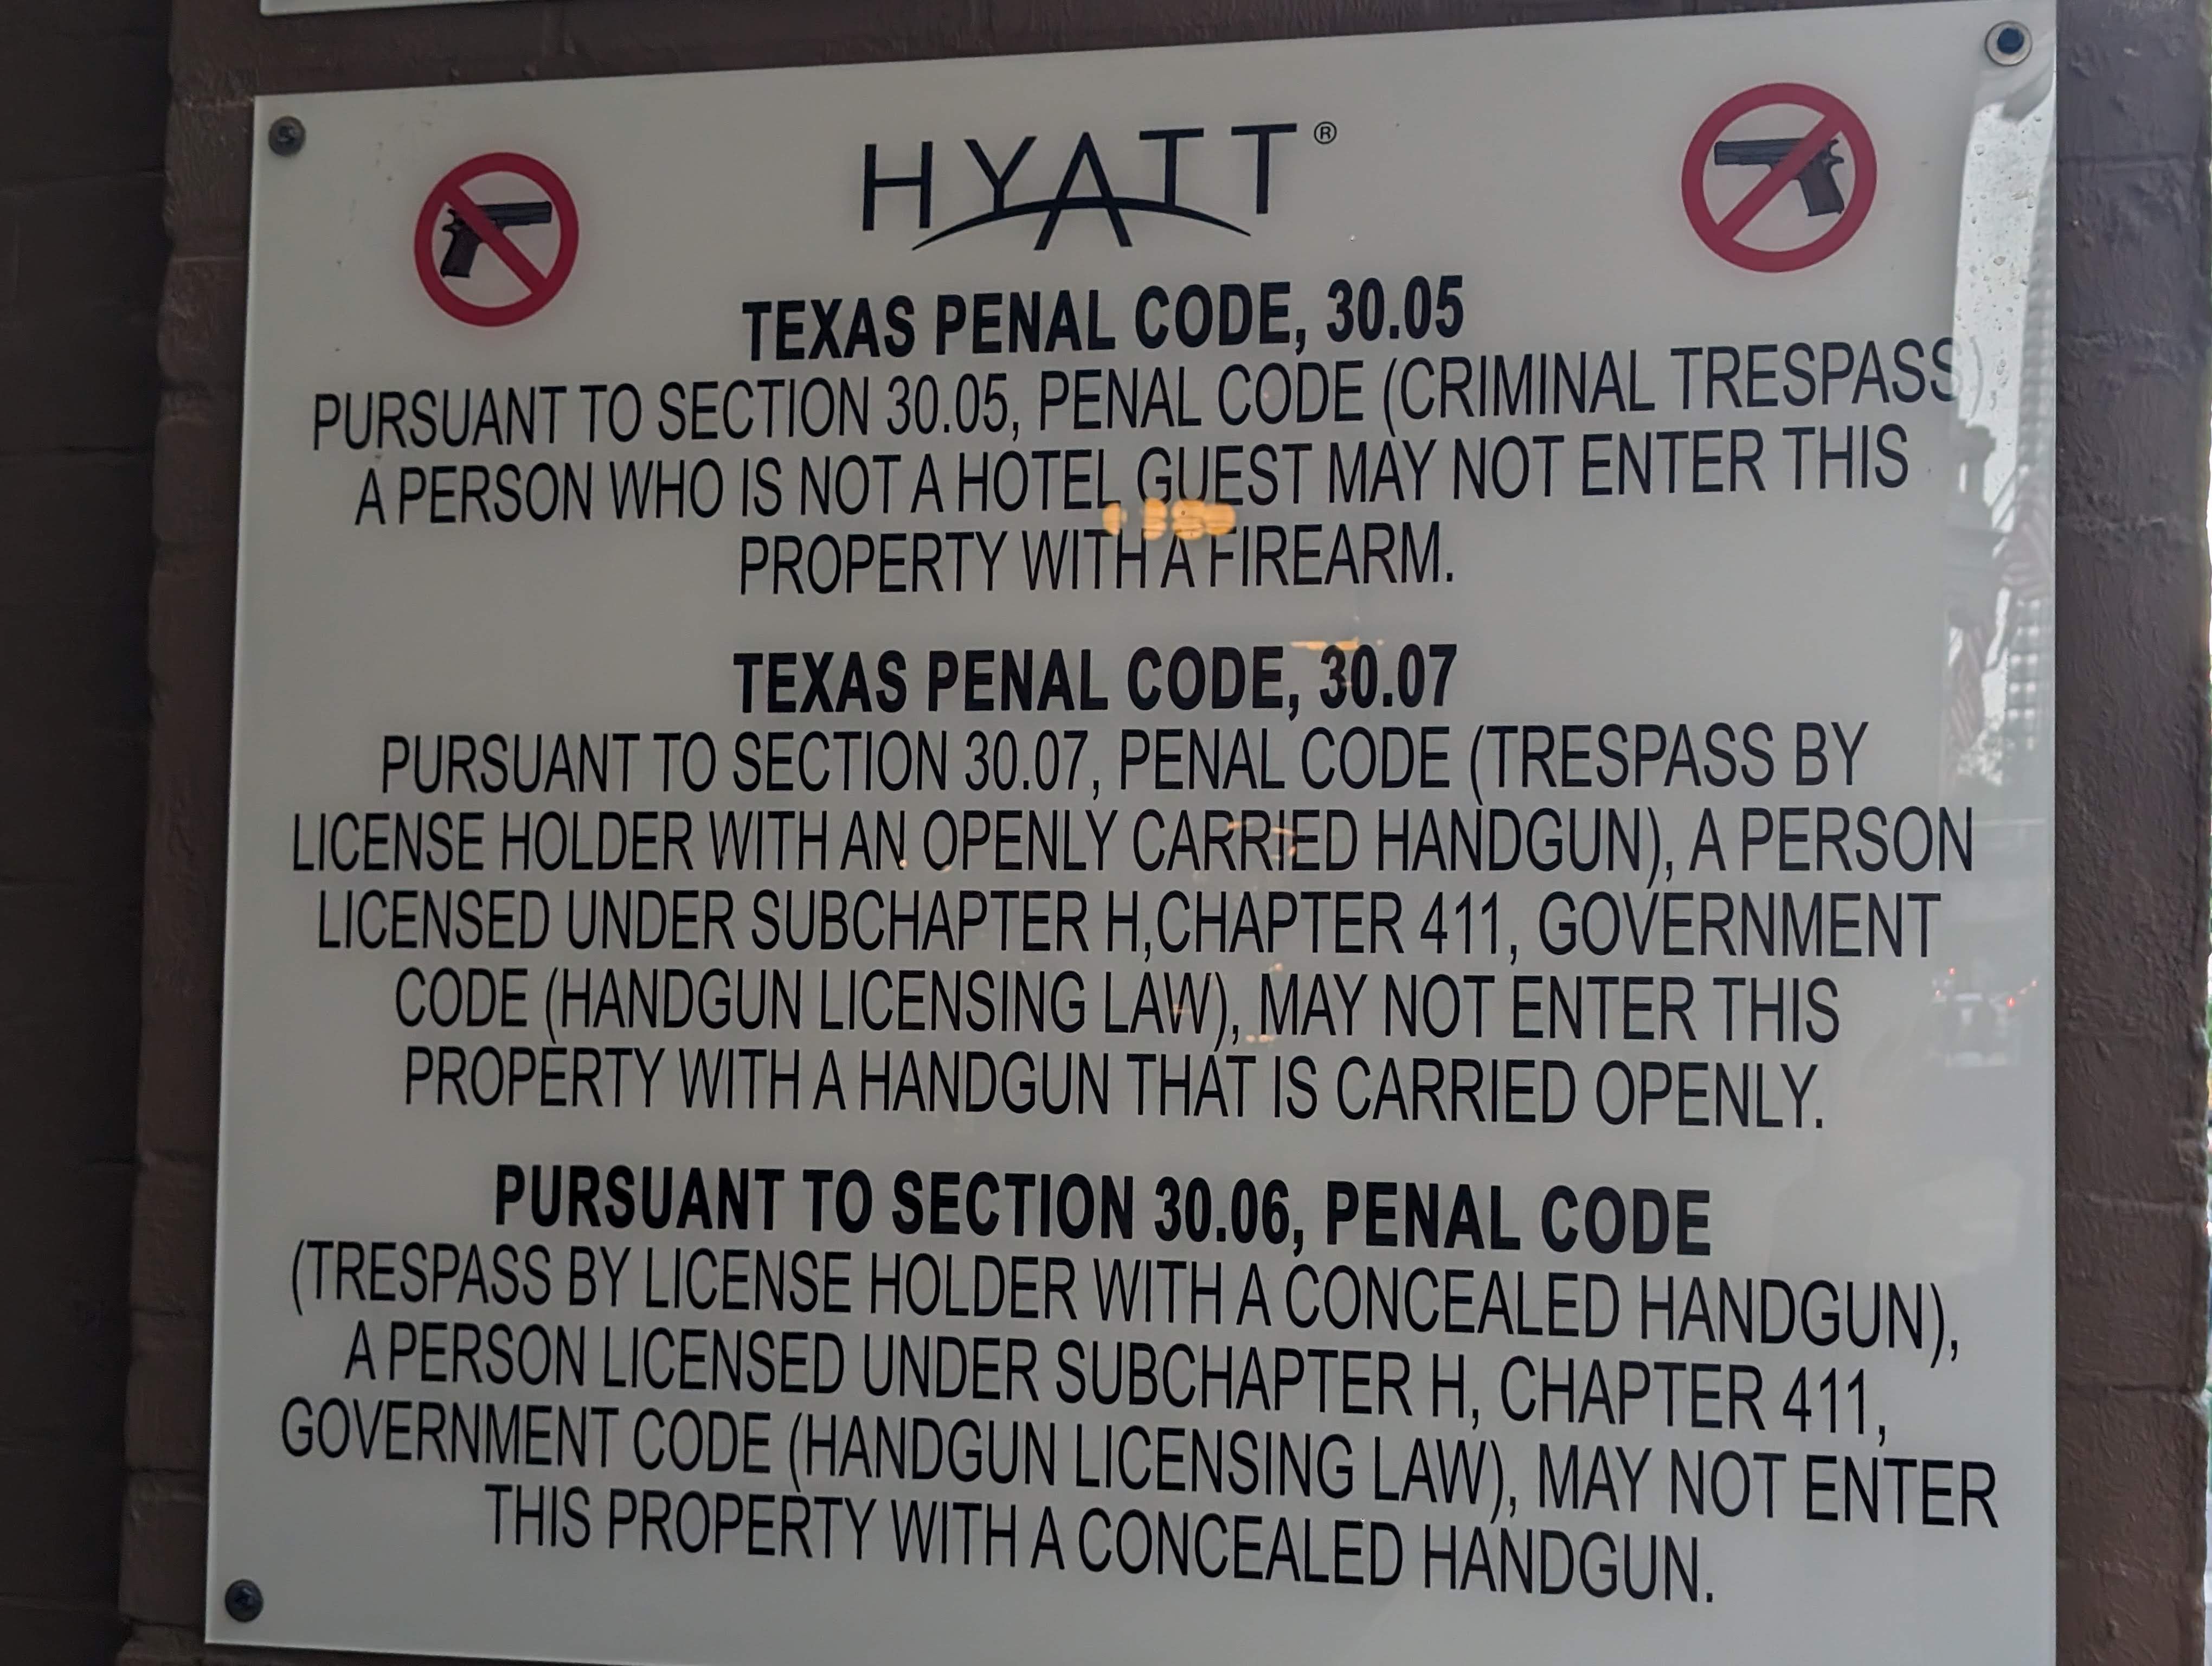 HYATT®
TEXAS PENAL CODE, 30.05
PURSUANT TO SECTION 30.05, PENAL CODE (CRIMINAL TRESPASS)
A PERSON WHO IS NOT A HOTEL GUEST MAY NOT ENTER THIS
PROPERTY WITH A FIREARM.
TEXAS PENAL CODE, 30.07
PURSUANT TO SECTION 30.07, PENAL CODE (TRESPASS BY
LICENSE HOLDER WITH AN OPENLY CARRIED HANDGUN), A PERSON
LICENSED UNDER SUBCHAPTER H,CHAPTER 411, GOVERNMENT
CODE (HANDGUN LICENSING LAW), MAY NOT ENTER THIS
PROPERTY WITH A HANDGUN THAT IS CARRIED OPENLY.
PURSUANT TO SECTION 30.06, PENAL CODE
(TRESPASS BY LICENSE HOLDER WITH A CONCEALED HANDGUN),
A PERSON LICENSED UNDER SUBCHAPTER H, CHAPTER 411,
GOVERNMENT CODE (HANDGUN LICENSING LAW), MAY NOT ENTER
THIS PROPERTY WITH A CONCEALED HANDGUN.